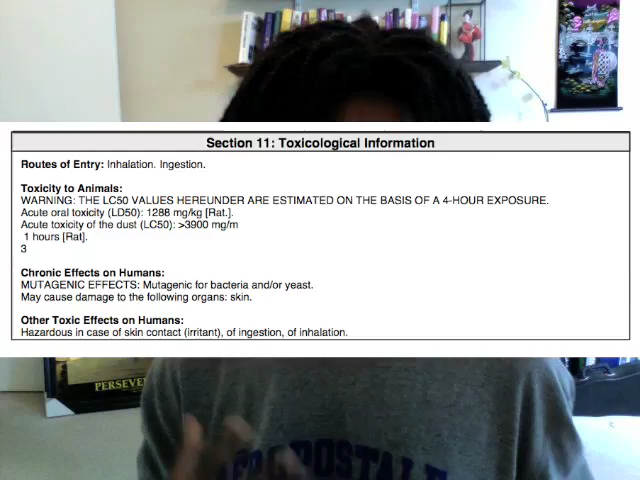 Section 11: Toxicological Information
Routes of Entry: Inhalation. Ingestion.
Toxicity to Animals:
WARNING: THE LC50 VALUES HEREUNDER ARE ESTIMATED ON THE BASIS OF A 4-HOUR EXPOSURE.
Acute oral toxicity (LD50): 1288 mg/kg [Rat.].
Acute toxicity of the dust (LC50): >3900 mg/m
1 hours [Rat].
3
Chronic Effects on Humans:
MUTAGENIC EFFECTS: Mutagenic for bacteria and/or yeast.
May cause damage to the following organs: skin.
Other Toxic Effects on Humans:
Hazardous in case of skin contact (irritant), of ingestion, of inhalation.
PERSEVE
AEROPOSTALE